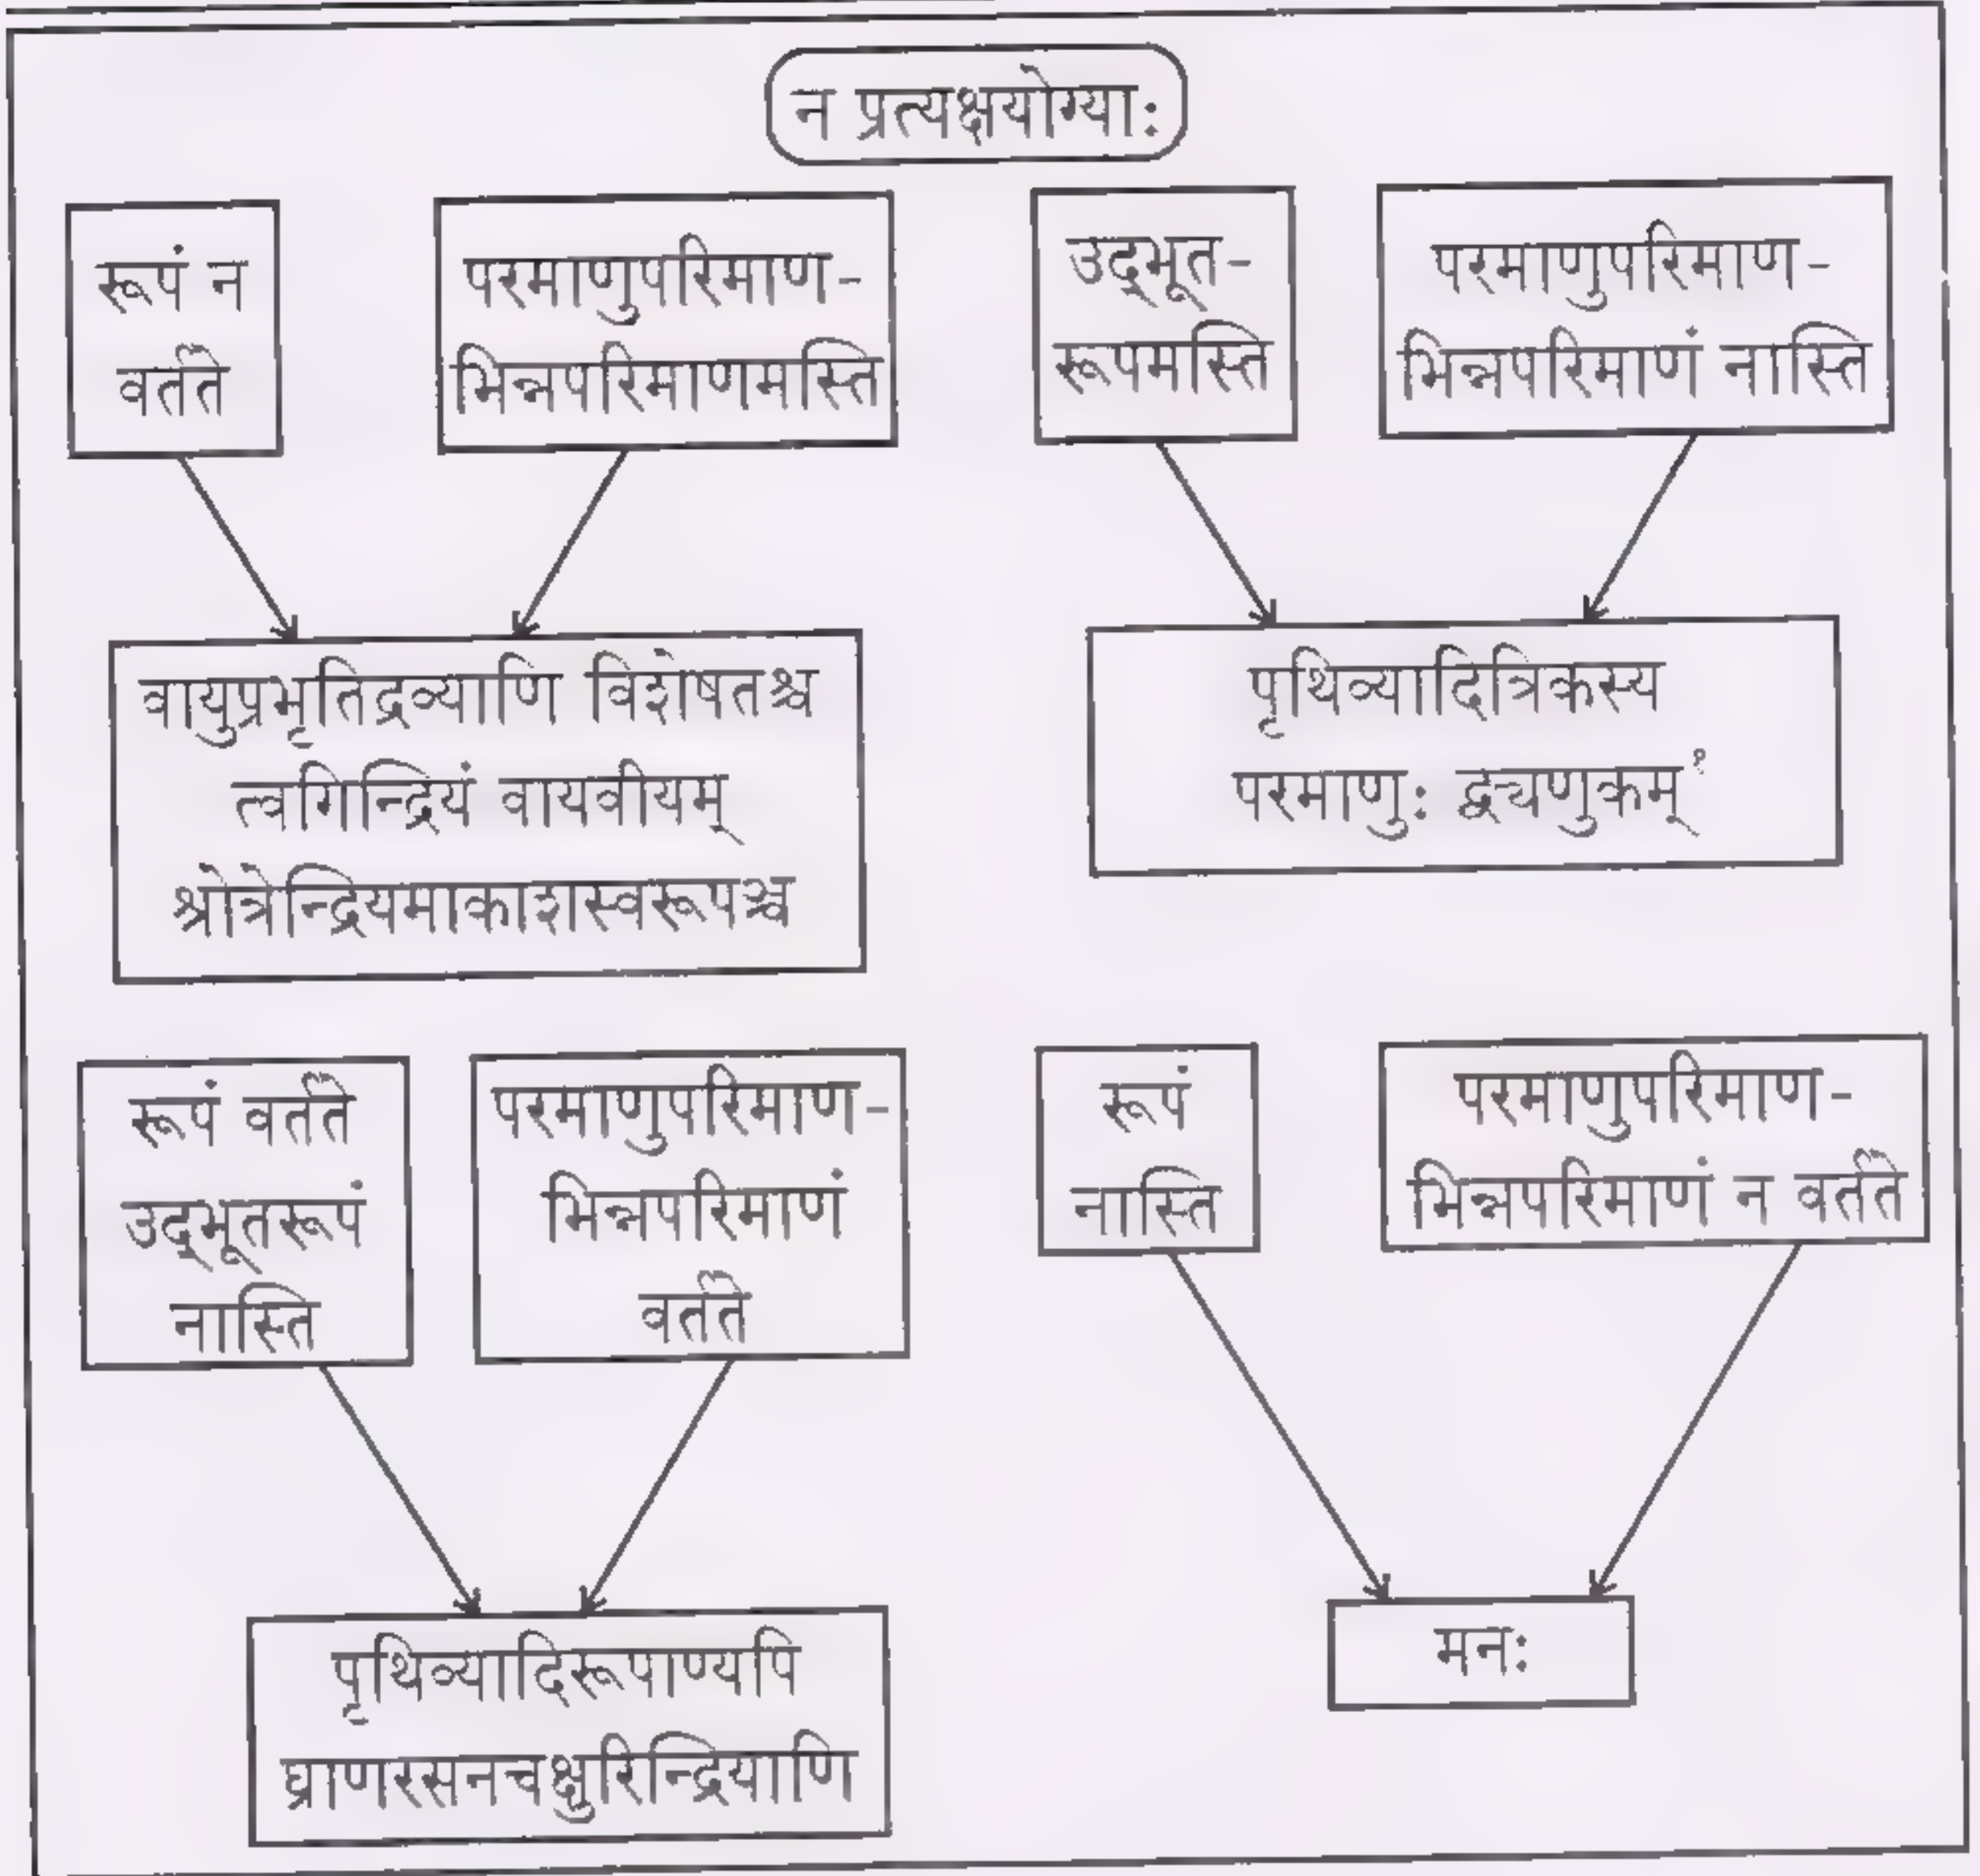 न प्रत्यक्षयोग्याः
रूपं न
वर्तते
परमाणुपरिमाण-
भिन्नपरिमाणमस्ति
उद्भूत-
रूपमस्ति
परमाणुपरिमाण-
भिन्नपरिमाणं नास्ति
वायुप्रभृतिद्रव्याणि विशेषतश्च
त्वगिन्द्रियं वायवीयम्
श्रोत्रेन्द्रियमाकाशस्वरूपञ्च
पृथिव्यादित्रिकस्य
परमाणुः द्व्यणुकम्¹
रूपं वर्तते
उद्भूतरूपं
नास्ति
परमाणुपरिमाण-
भिन्नपरिमाणं
वर्तते
रूपं
नास्ति
परमाणुपरिमाण-
भिन्नपरिमाणं न वर्तते
पृथिव्यादिरूपाण्यपि
घ्राणरसनचक्षुरिन्द्रियाणि
मनः